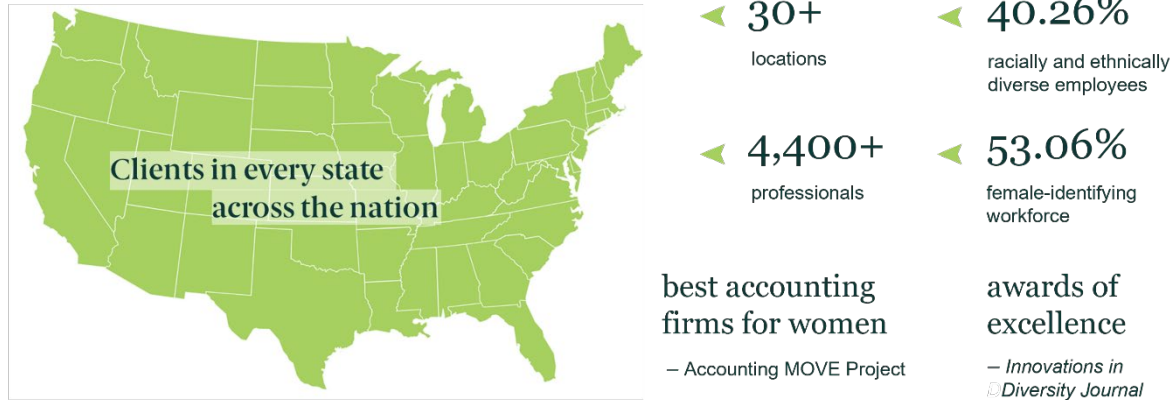 Clients in every state
across the nation
30+
locations
40.26%
racially and ethnically
diverse employees
4,400+
professionals
53.06%
female-identifying
workforce
best accounting
firms for women
– Accounting MOVE Project
awards of
excellence
– Innovations in
Diversity Journal